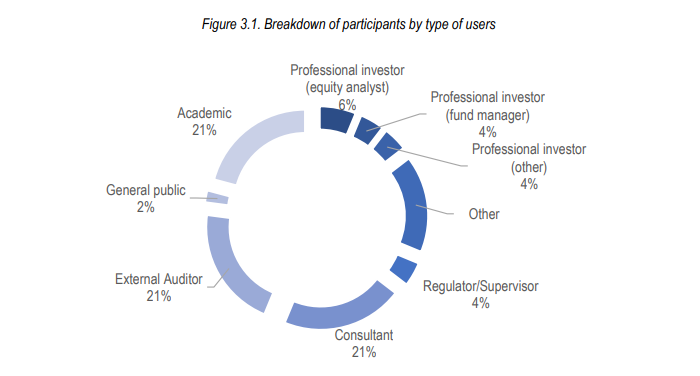 Figure 3.1. Breakdown of participants by type of users
Professional investor
(equity analyst)
6%
Professional investor
(fund manager)
4%
Professional investor
(other)
4%
Other
Regulator/Supervisor
4%
Consultant
21%
External Auditor
21%
General public
2%
Academic
21%